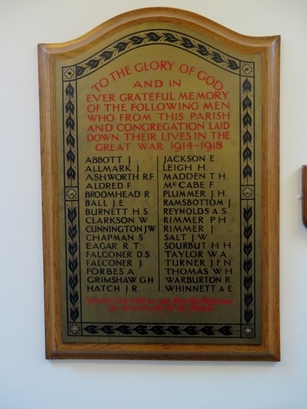 TO THE GLORY OF GOD
AND IN
EVER GRATEFUL MEMORY
OF THE FOLLOWING MEN
WHO FROM THIS PARISH
AND CONGREGATION LAID
DOWN THEIR LIVES IN THE
GREAT WAR 1914-1918
ABBOTT J
ALLMARK J
ASHWORTH R.F.
ALDRED F
BROOMHEAD R
BALL J.E
BURNETT H.S
CLARKSON W
CUNNINGTON J.W
CHAPMAN S
EAGAR R.T
FALCONER D.S
FALCONER J
FORBES A
GRIMSHAW G.H
HATCH J.R
JACKSON E
LEIGH H
MADDEN T H
McCABE F
PLUMMER J.H
RAMSBOTTOM J
REYNOLDS A.S
RIMMER P H
RIMMER J
SALT J.W
SOURBUT H H
TAYLOR W A
TURNER J.F.N
THOMAS W H
WARBURTON R
WHINNETT A E